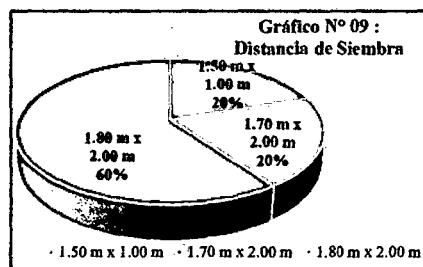 Gráfico Nº 09 :
Distancia de Siembra
1.50 m x
1.00 m
20%
1.70 m x
2.00 m
20%
1.80 m x
2.00 m
60%
· 1.50 m x 1.00 m · 1.70 m x 2.00 m · 1.80 m x 2.00 m